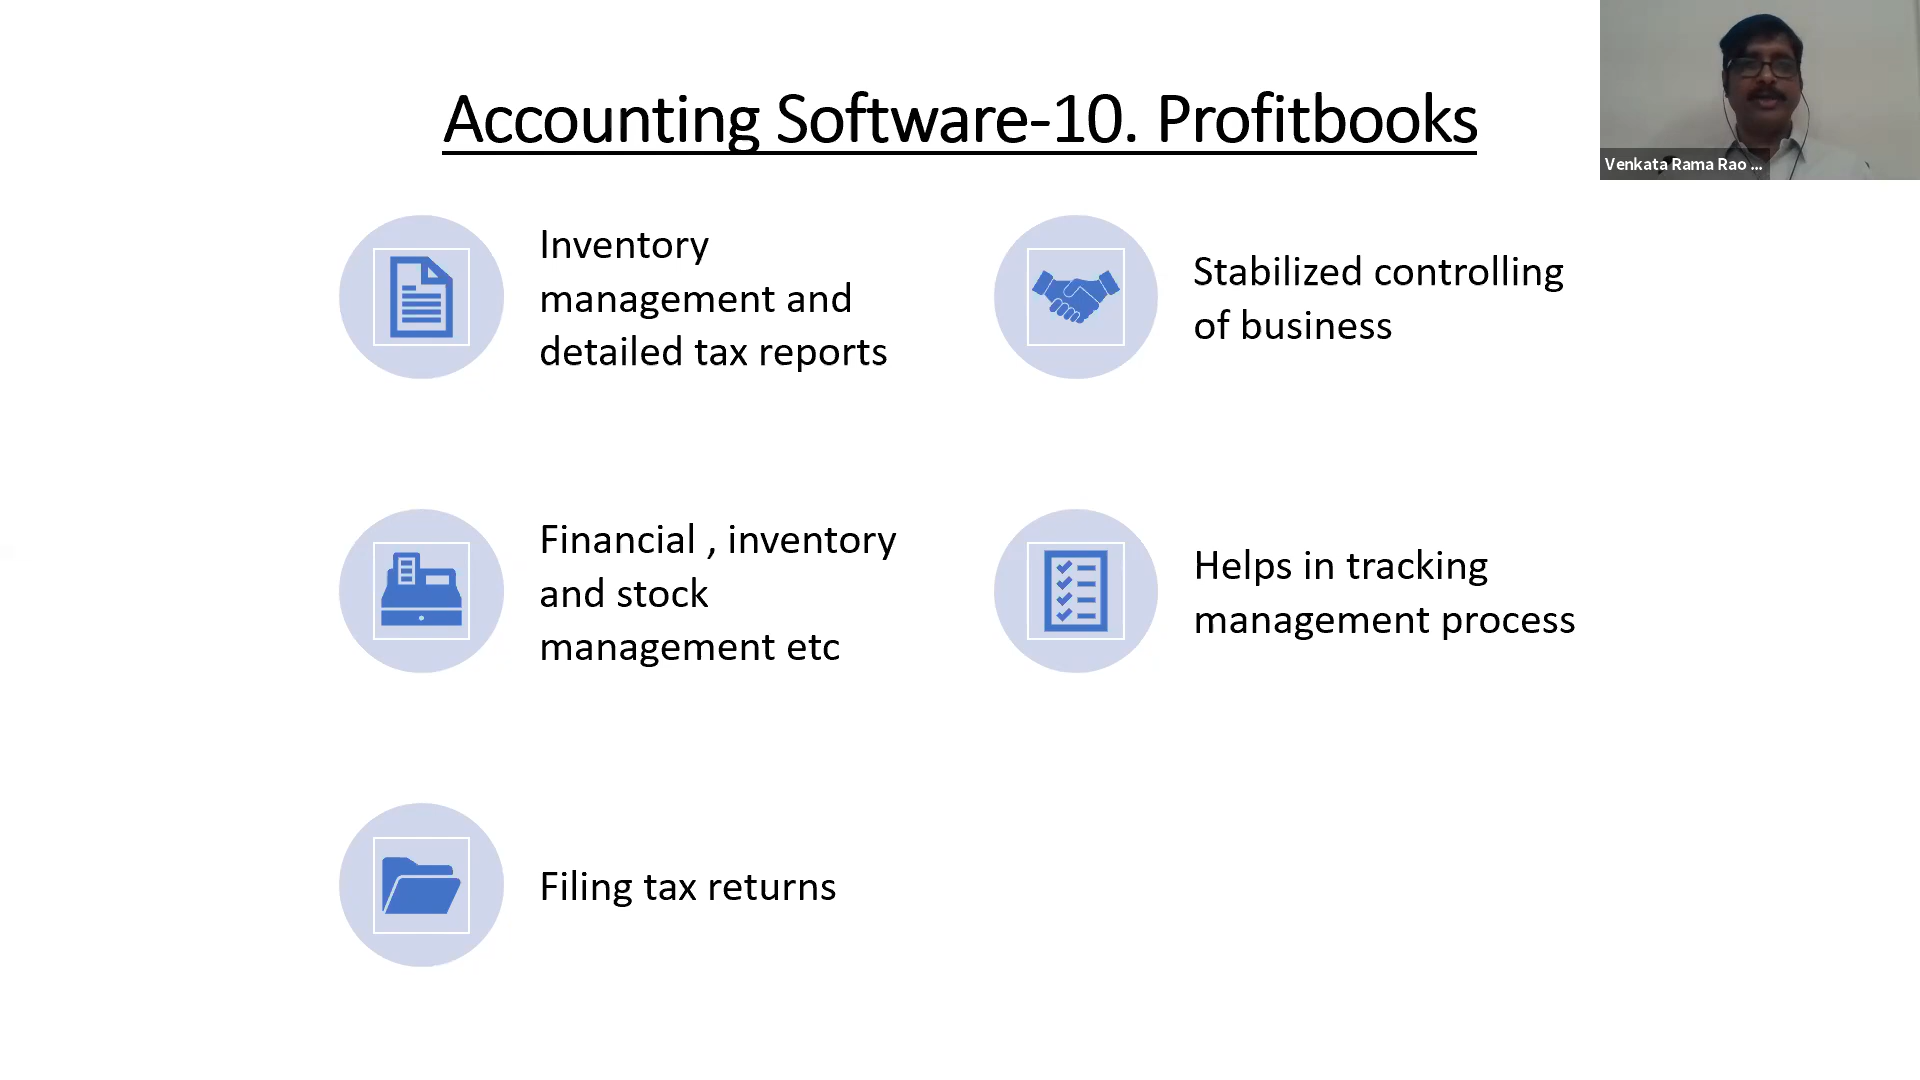 Accounting Software-10. Profitbooks
Venkata Rama Rao ...
Inventory
management and
detailed tax reports
Stabilized controlling
of business
Financial , inventory
and stock
management etc
Helps in tracking
management process
Filing tax returns